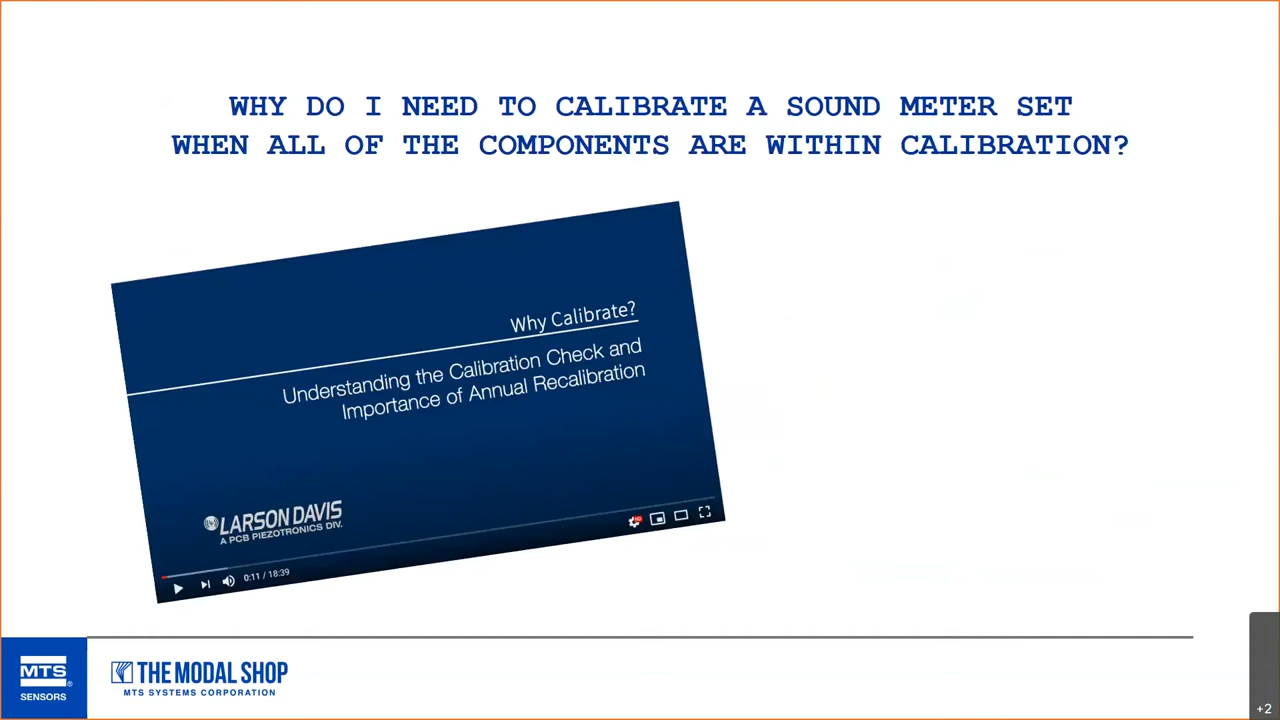 WHY DO I NEED TO CALIBRATE A SOUND METER SET
WHEN ALL OF THE COMPONENTS ARE WITHIN CALIBRATION?
Why Calibrate?
Understanding the Calibration Check and
Importance of Annual Recalibration
LARSON DAVIS
A PCB PIEZOTRONICS DIV.
HD
0:11 / 18:39
MTS®
SENSORS
THE MODAL SHOP
MTS SYSTEMS CORPORATION
+2